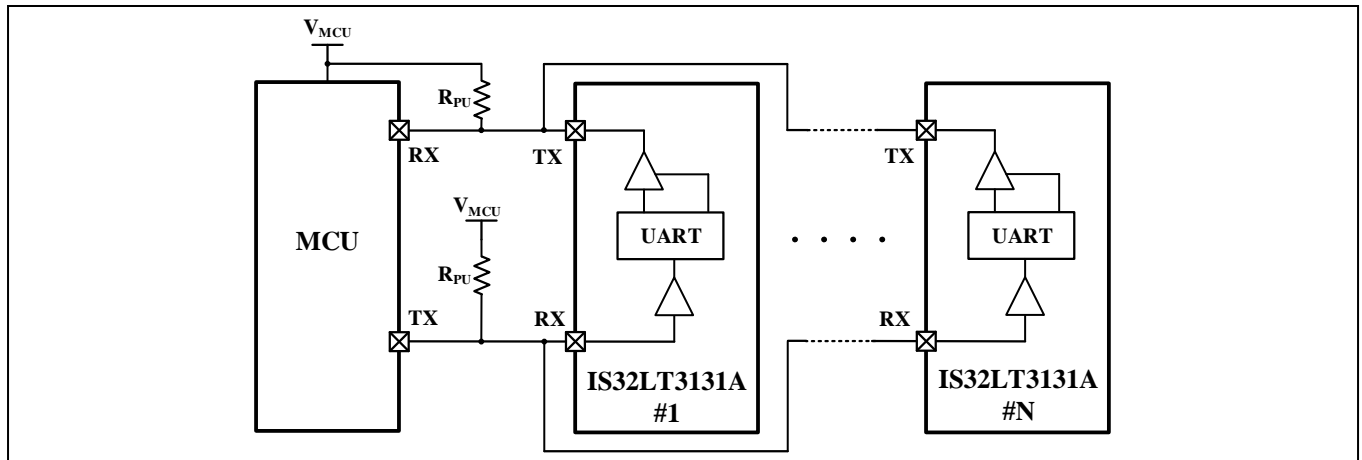 VMCU
RPU
RX
TX
TX
VMCU
MCU
UART
. . . .
UART
RPU
TX
RX
RX
IS32LT3131A
#1
IS32LT3131A
#N